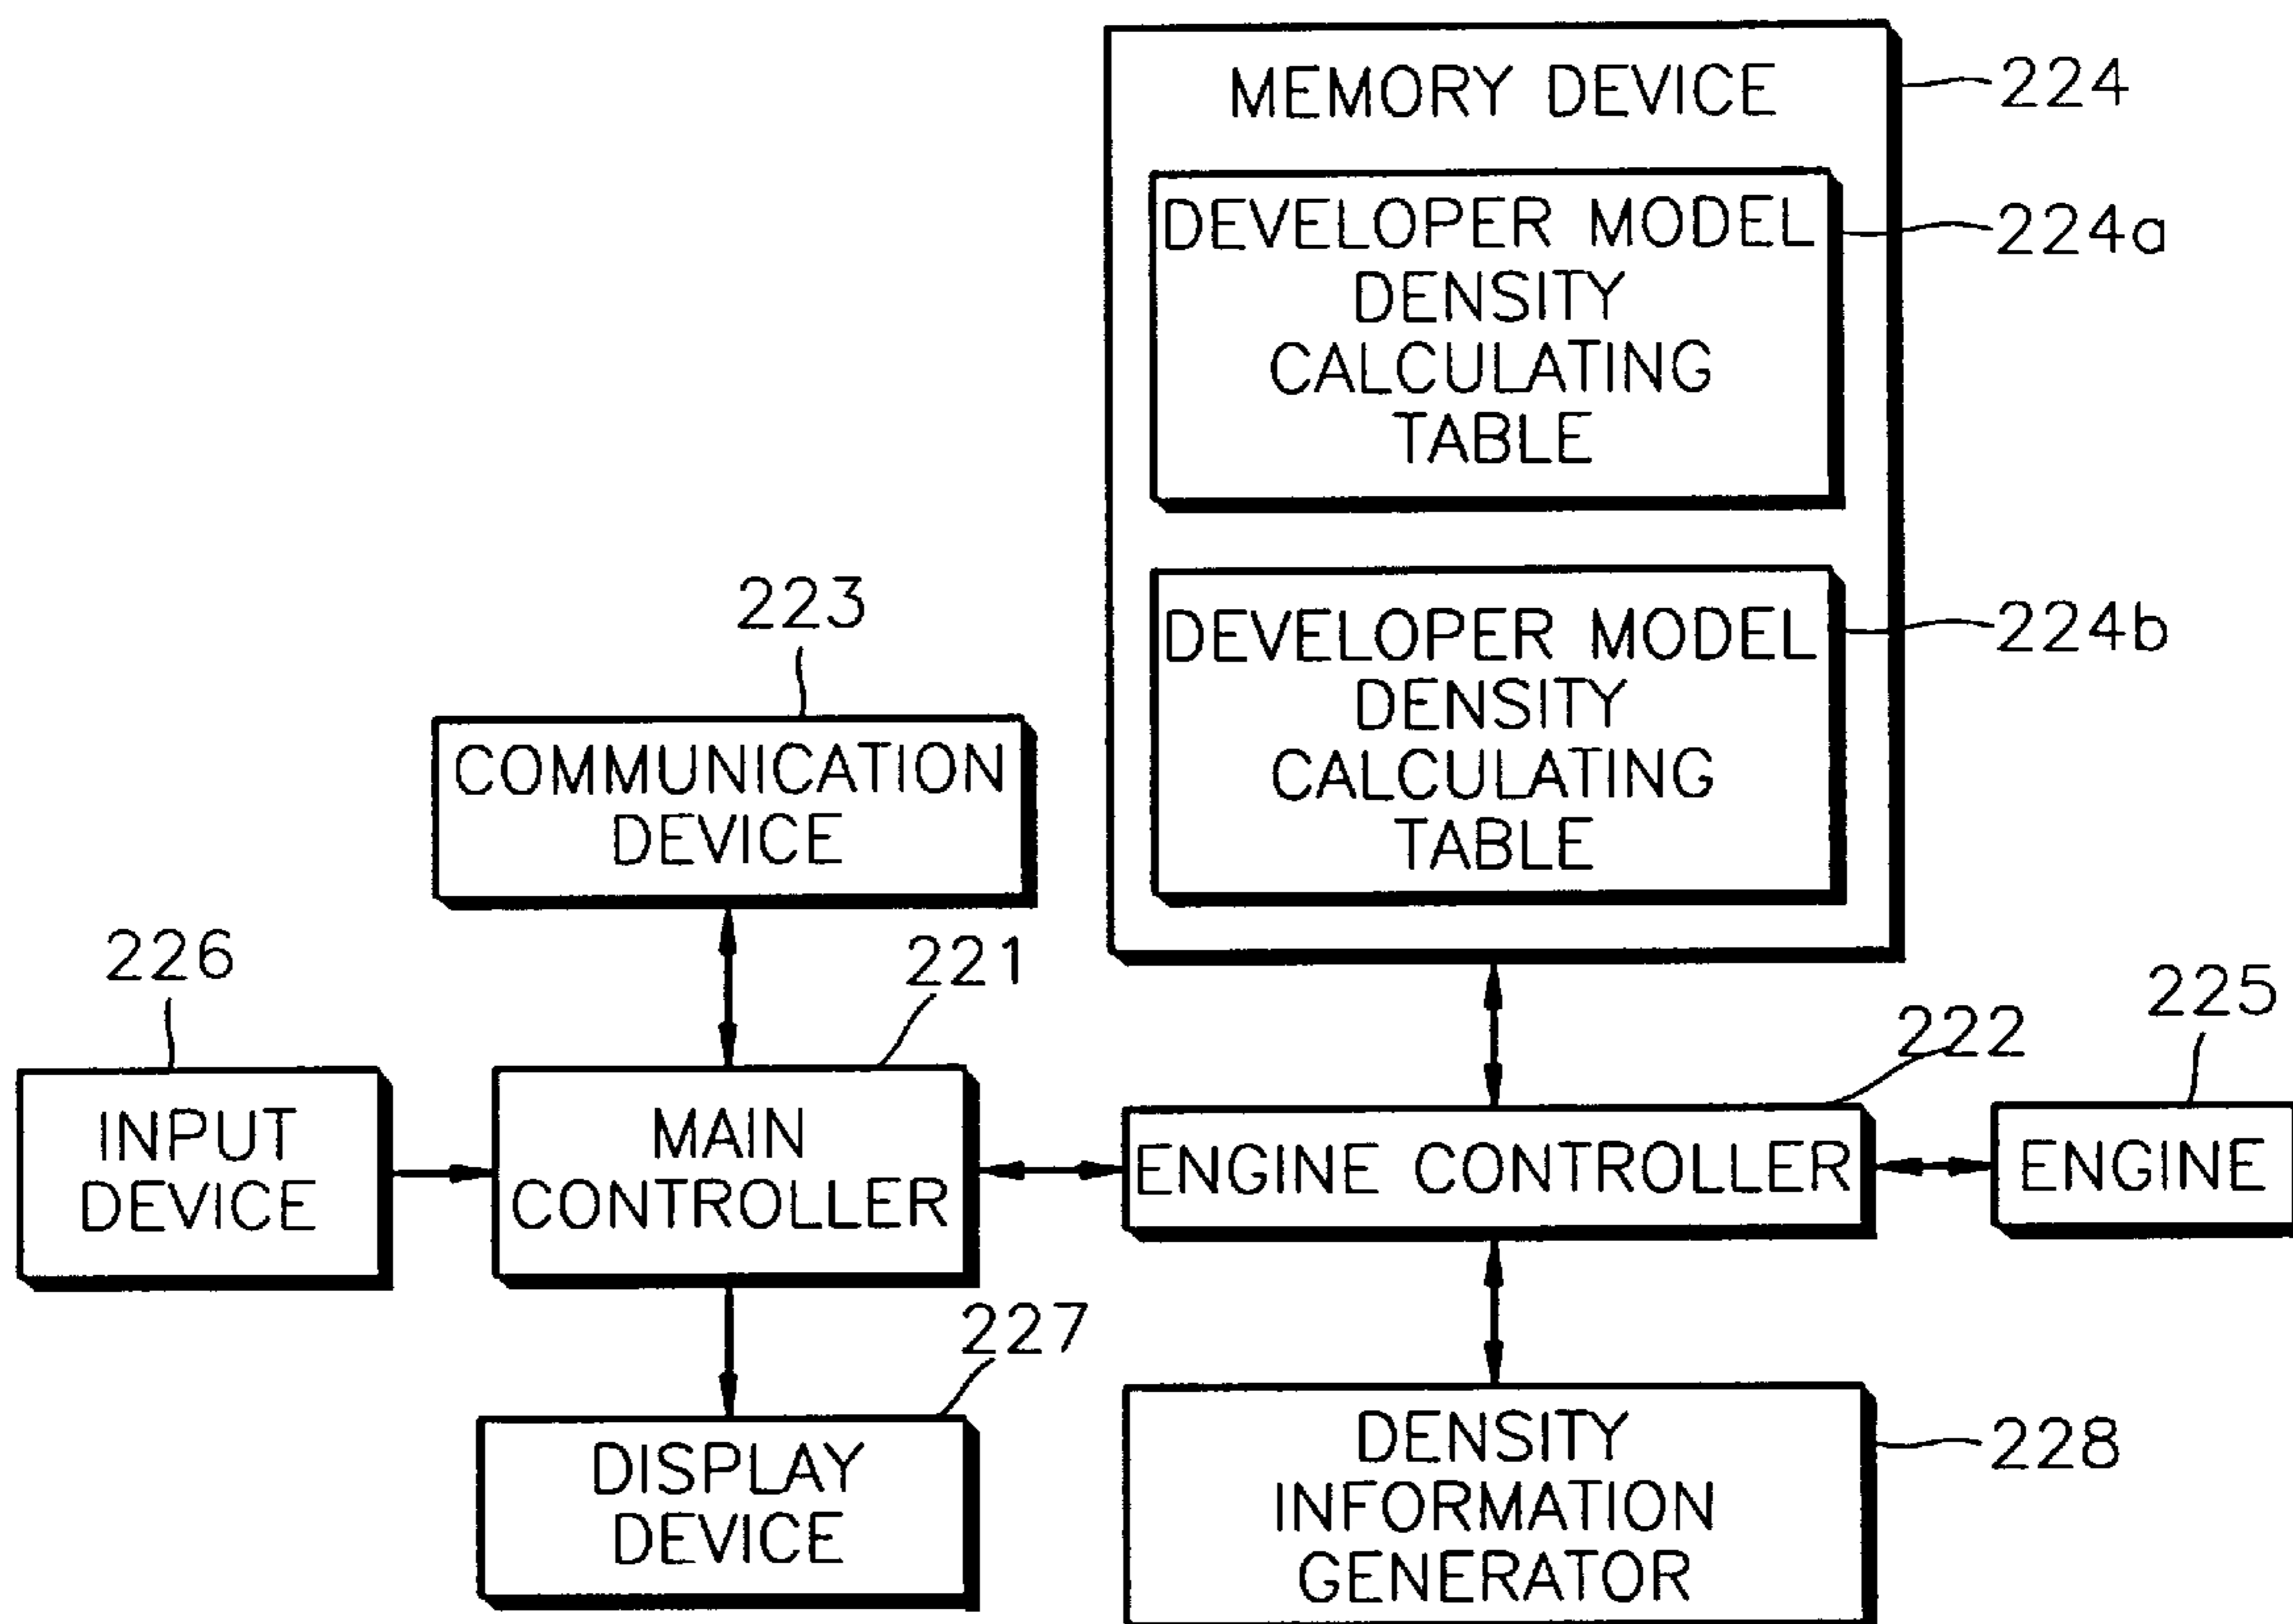 MEMORY DEVICE
224
DEVELOPER MODEL
DENSITY
CALCULATING
TABLE
224a
DEVELOPER MODEL
DENSITY
CALCULATING
TABLE
224b
223
COMMUNICATION
DEVICE
226
INPUT
DEVICE
221
MAIN
CONTROLLER
222
ENGINE CONTROLLER
225
ENGINE
227
DISPLAY
DEVICE
DENSITY
INFORMATION
GENERATOR
228